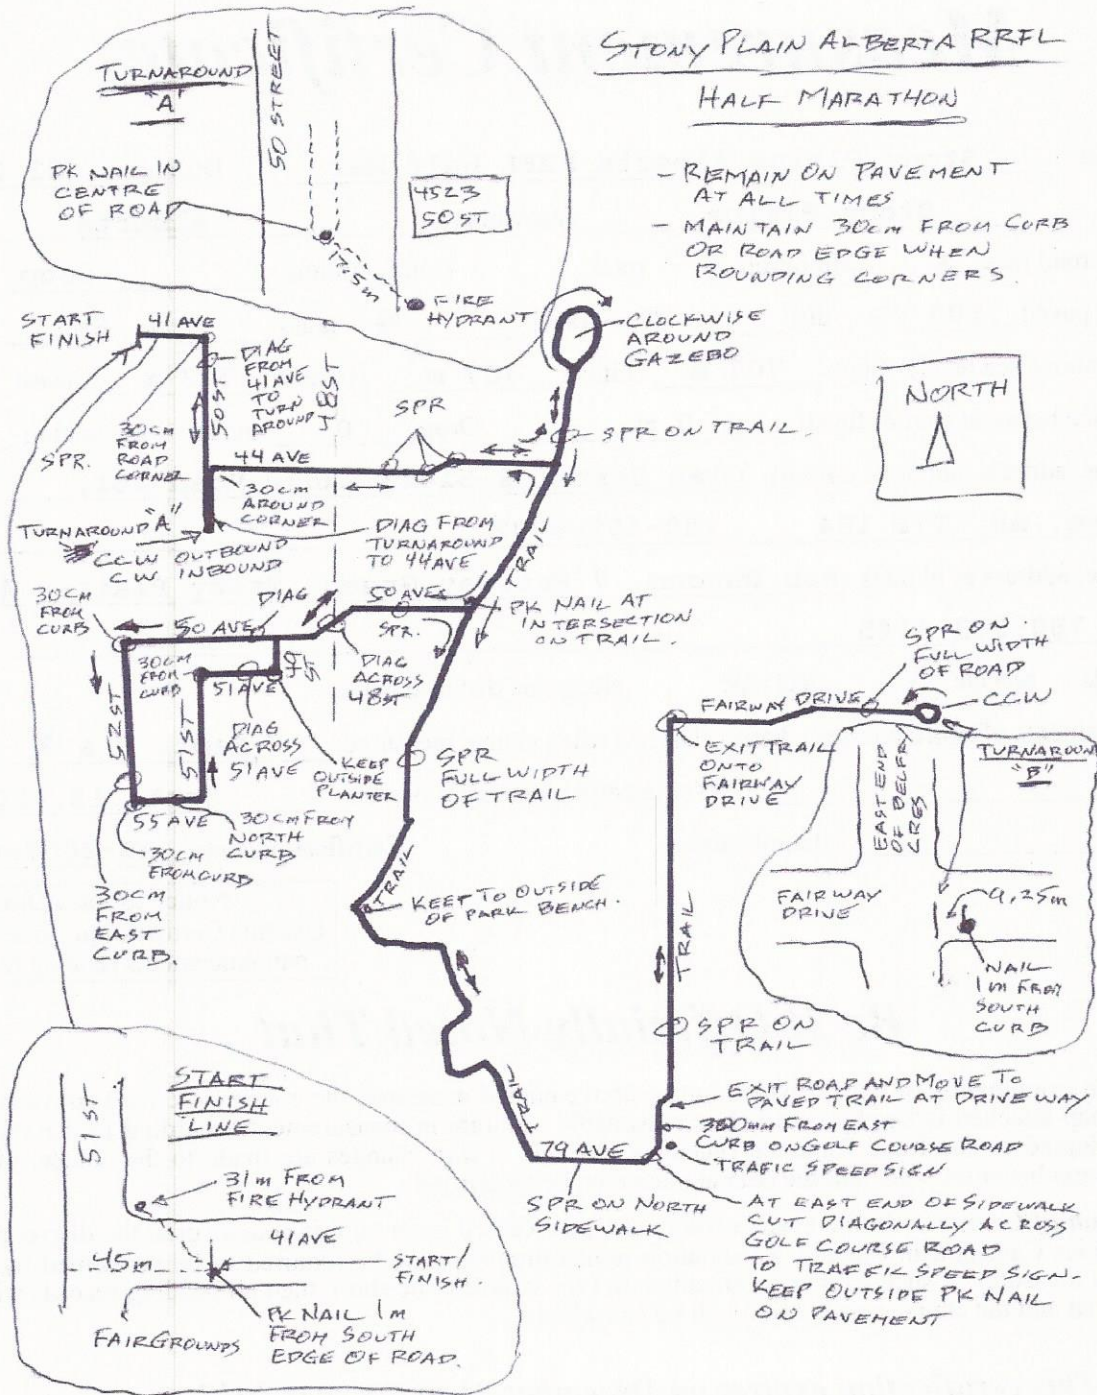 STONY PLAIN ALBERTA RRFL
HALF MARATHON
- REMAIN ON PAVEMENT
AT ALL TIMES
- MAINTAIN 30cm FROM CURB
OR ROAD EDGE WHEN
ROUNDING CORNERS.
TURNAROUND
"A"
50 STREET
PK NAIL IN
CENTRE
OF ROAD
4523
50 ST
17.5m
FIRE
HYDRANT
START
FINISH
41 AVE
DIAG
FROM
41 AVE
TO
TURN
AROUND
50 ST
48 ST
30cm
FROM
ROAD
CORNER
SPR.
SPR
CLOCKWISE
AROUND
GAZEBO
SPR ON TRAIL.
NORTH
44 AVE
30cm
AROUND
CORNER
TURNAROUND "A"
CCW OUTBOUND
CW INBOUND
DIAG FROM
TURNAROUND
TO 44 AVE
TRAIL
30cm
FROM
CURB
50 AVE
DIAG
50 AVE
SPR.
PK NAIL AT
INTERSECTION
ON TRAIL.
DIAG
ACROSS
48 ST
30cm
FROM
CURB
51 AVE
50 ST
52 ST
51 ST
DIAG
ACROSS
51 AVE
KEEP
OUTSIDE
PLANTER
55 AVE
30cm FROM
NORTH
CURB
30cm
FROM CURB
30cm
FROM
EAST
CURB.
SPR
FULL WIDTH
OF TRAIL
TRAIL
KEET TO OUTSIDE
OF PARK BENCH.
SPR ON.
FULL WIDTH
OF ROAD
FAIRWAY DRIVE
CCW
EXIT TRAIL
ONTO
FAIRWAY
DRIVE
TURNAROUND
"B"
EAST END
OF BELFRY
CRES
FAIRWAY
DRIVE
9.25m
NAIL
1m FROM
SOUTH
CURB
TRAIL
SPR ON
TRAIL
TRAIL
EXIT ROAD AND MOVE TO
PAVED TRAIL AT DRIVEWAY
300mm FROM EAST
CURB ON GOLF COURSE ROAD
TRAFIC SPEED SIGN
79 AVE
SPR ON NORTH
SIDEWALK
AT EAST END OF SIDEWALK
CUT DIAGONALLY ACROSS
GOLF COURSE ROAD
TO TRAFFIC SPEED SIGN.
KEEP OUTSIDE PK NAIL
ON PAVEMENT
START
FINISH
LINE
51 ST
31m FROM
FIRE HYDRANT
41 AVE
45m
START/
FINISH.
FAIRGROUNDS
PK NAIL 1m
FROM SOUTH
EDGE OF ROAD.